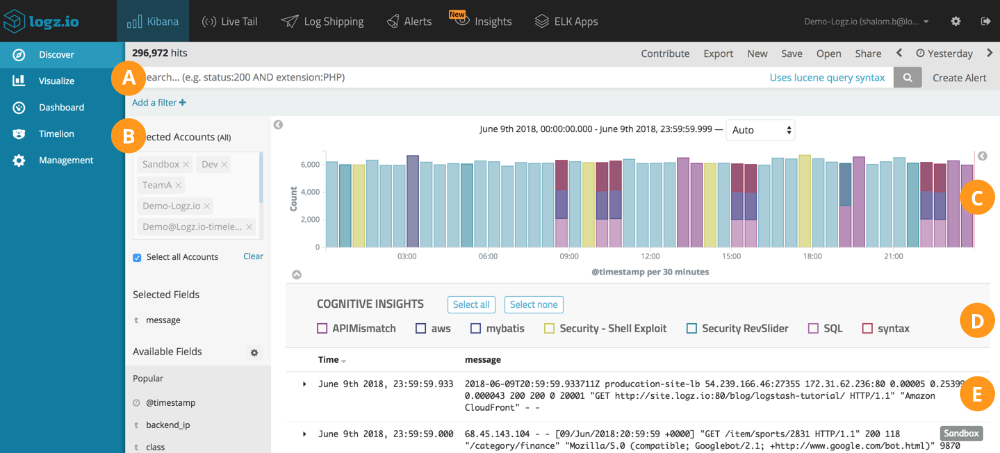 logz.io
Kibana
Live Tail
Log Shipping
Alerts
New
Insights
ELK Apps
Demo-Logz.io (shalom.b@lo...
Discover
Visualize
Dashboard
Timelion
Management
296,972 hits
Contribute
Export
New
Save
Open
Share
Yesterday
A
earch... (e.g. status:200 AND extension:PHP)
Uses lucene query syntax
Create Alert
Add a filter +
B
lected Accounts (All)
Sandbox ×
Dev ×
TeamA ×
Demo-Logz.io ×
Demo@Logz.io-timele... ×
Select all Accounts
Clear
Selected Fields
t message
Available Fields
Popular
@timestamp
t backend_ip
t class
June 9th 2018, 00:00:00.000 - June 9th 2018, 23:59:59.999 —
Auto
Count
6,000
4,000
2,000
0
03:00
06:00
09:00
12:00
15:00
18:00
21:00
@timestamp per 30 minutes
C
COGNITIVE INSIGHTS
Select all
Select none
APIMismatch
aws
mybatis
Security - Shell Exploit
Security RevSlider
SQL
syntax
D
Time
message
June 9th 2018, 23:59:59.933
2018-06-09T20:59:59.933711Z producation-site-lb 54.239.166.46:27355 172.31.62.236:80 0.00005 0.25399
0.000043 200 200 0 20001 "GET http://site.logz.io:80/blog/logstash-tutorial/ HTTP/1.1" "Amazon
CloudFront" - -
E
June 9th 2018, 23:59:59.000
68.45.143.104 - - [09/Jun/2018:20:59:59 +0000] "GET /item/sports/2831 HTTP/1.1" 200 118
"/category/finance" "Mozilla/5.0 (compatible; Googlebot/2.1; +http://www.google.com/bot.html)" 9870
Sandbox